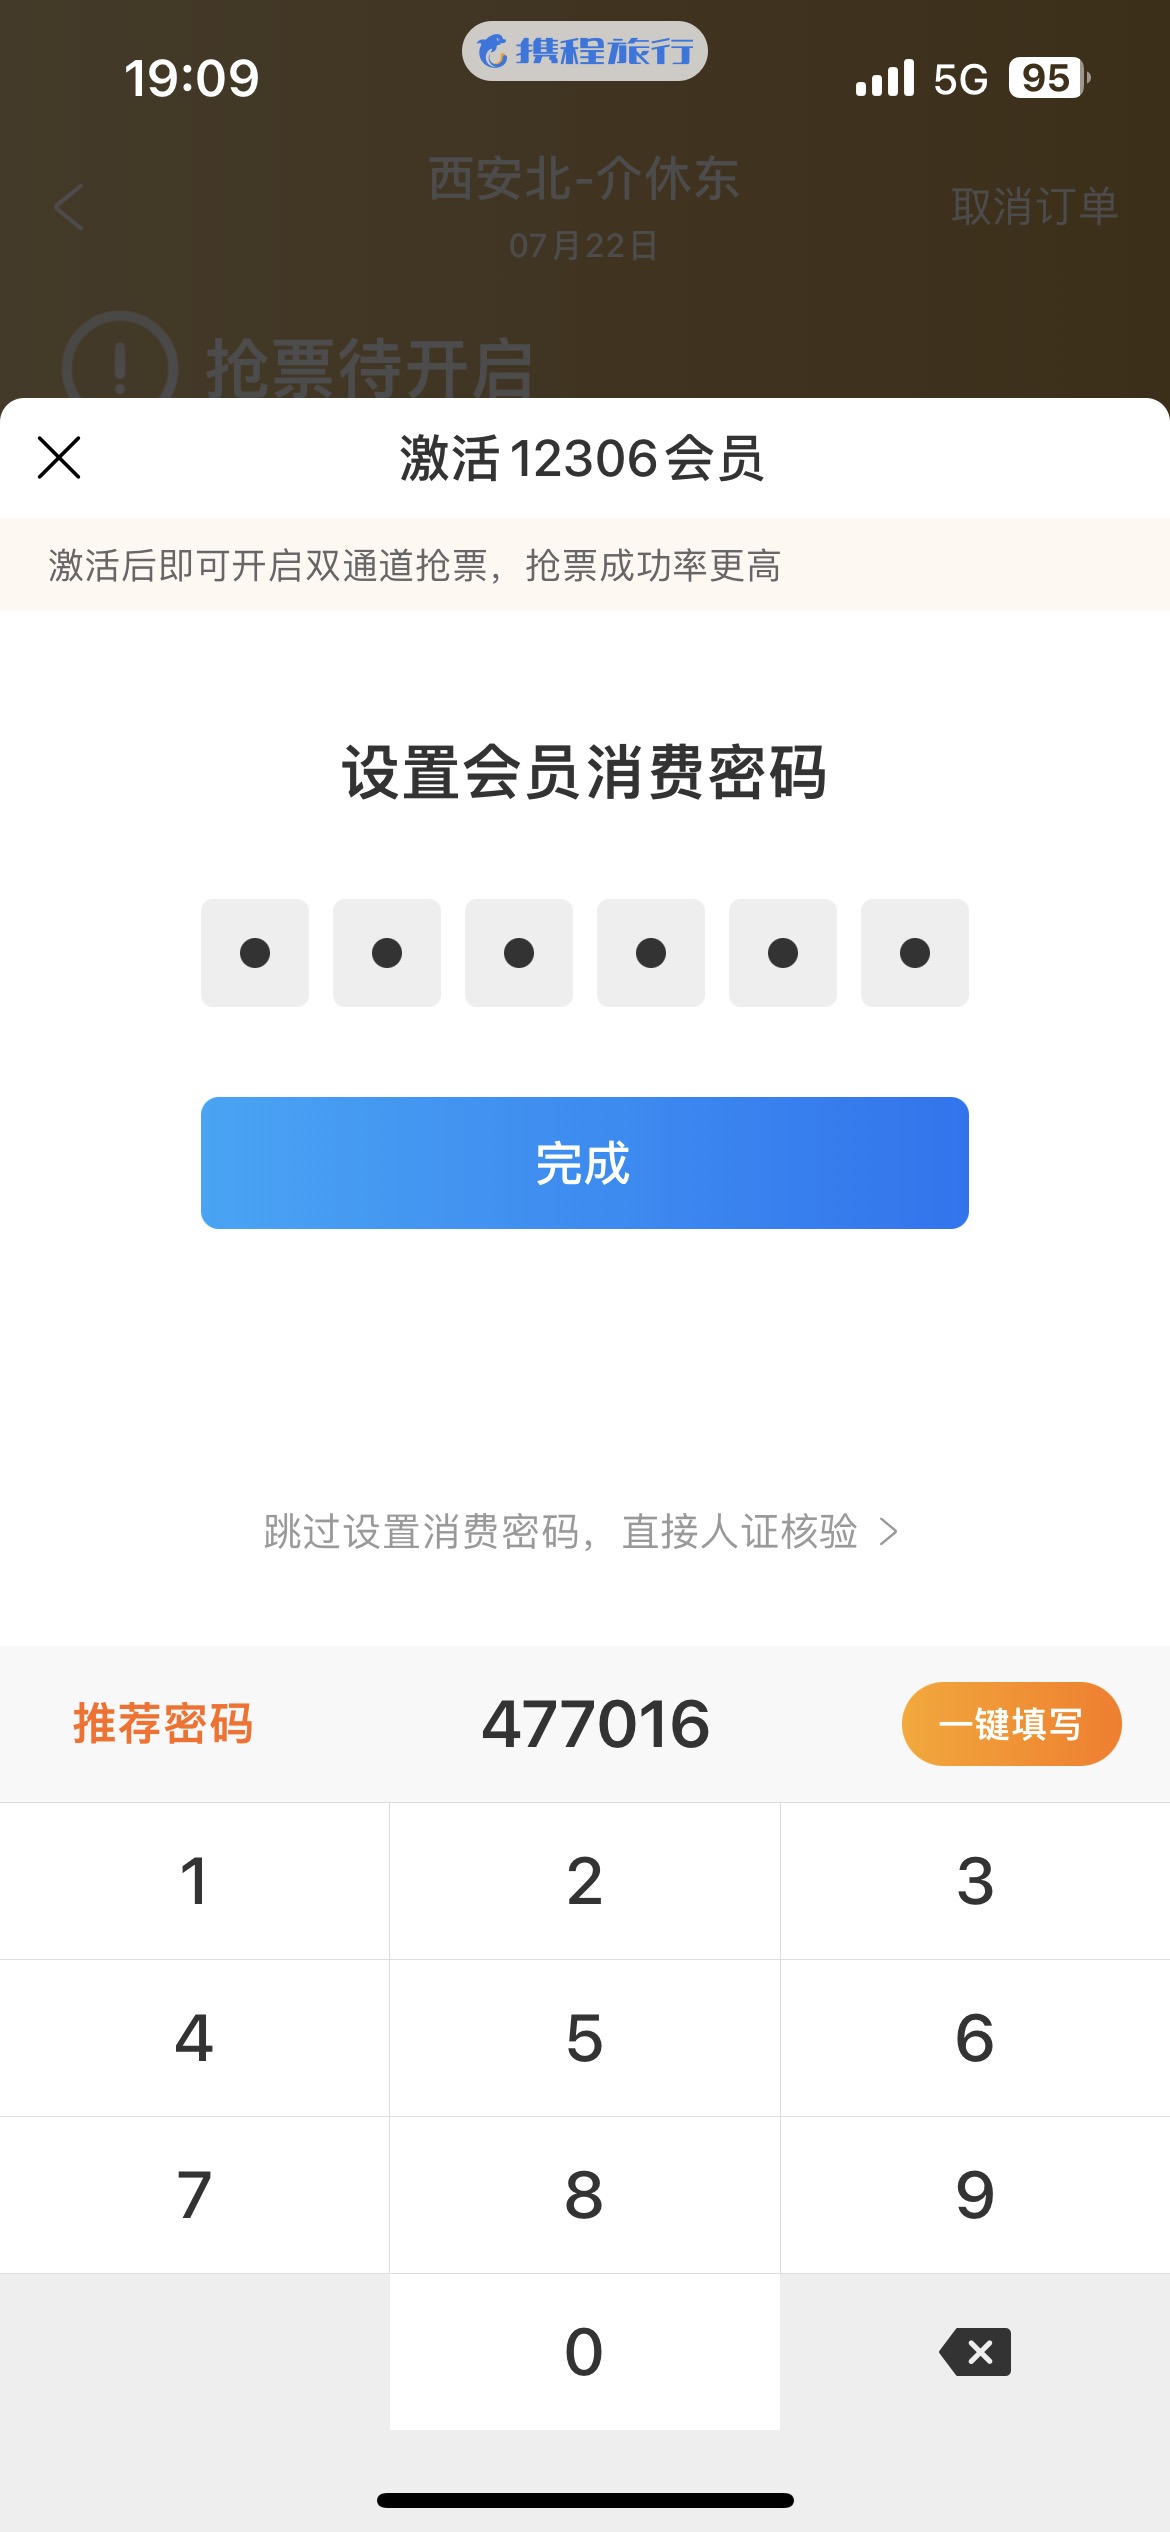 19:09
携程旅行
5G
95
西安北-介休东
07月22日
取消订单
抢票待开启
激活12306会员
激活后即可开启双通道抢票，抢票成功率更高
设置会员消费密码
完成
跳过设置消费密码，直接人证核验
推荐密码
477016
一键填写
1
2
3
4
5
6
7
8
9
0